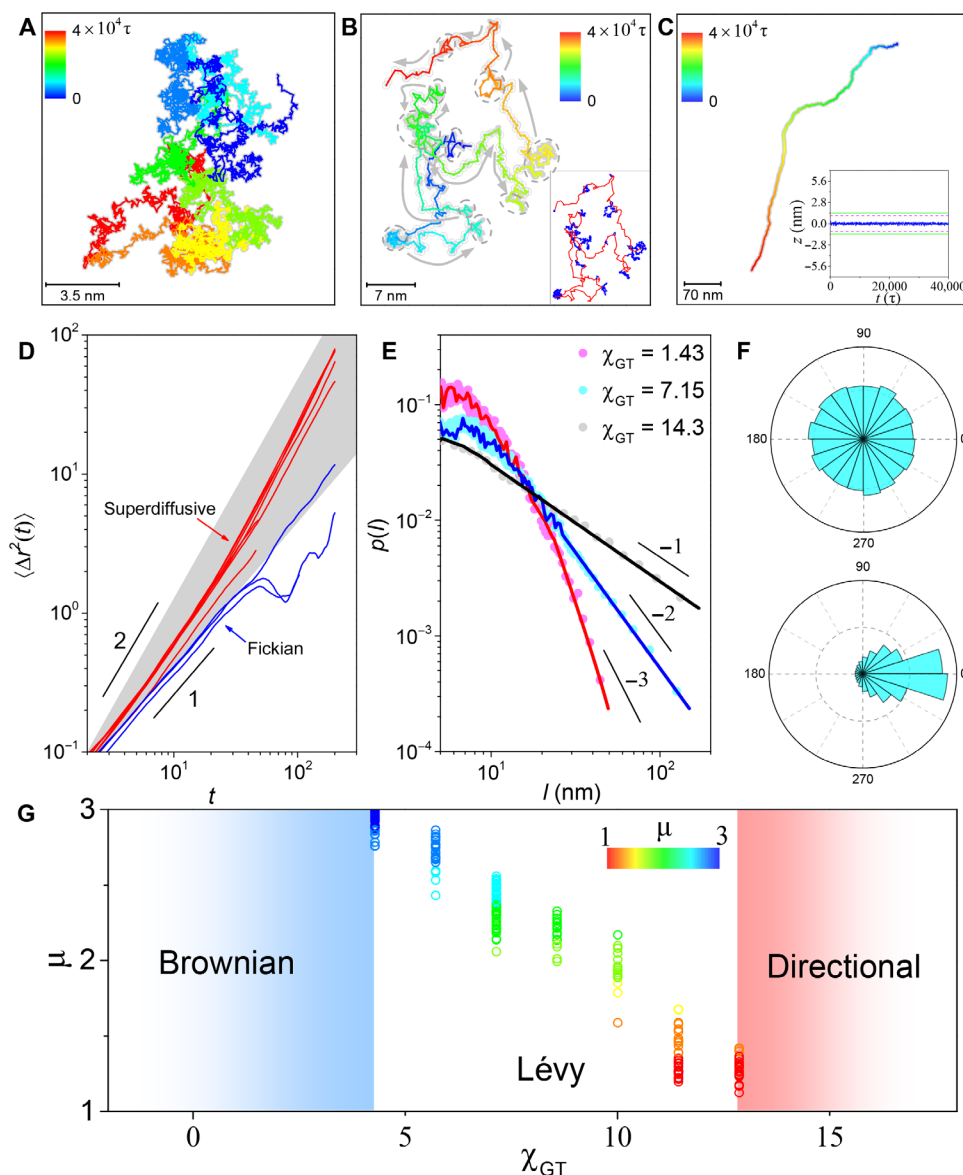 A
4×10⁴τ
0
3.5 nm
B
4×10⁴τ
0
7 nm
C
4×10⁴τ
0
70 nm
z (nm)
5.6
2.8
0.0
−2.8
−5.6
0
20,000
40,000
t (τ)
D
⟨Δr²(t)⟩
10²
10¹
10⁰
10⁻¹
Superdiffusive
Fickian
2
1
10¹
10²
t
E
p(l)
10⁻¹
10⁻²
10⁻³
10⁻⁴
χGT = 1.43
χGT = 7.15
χGT = 14.3
−1
−2
−3
10¹
10²
l (nm)
F
90
180
0
270
90
180
0
270
G
μ
3
2
1
Brownian
Lévy
Directional
1
μ
3
0
5
10
15
χGT